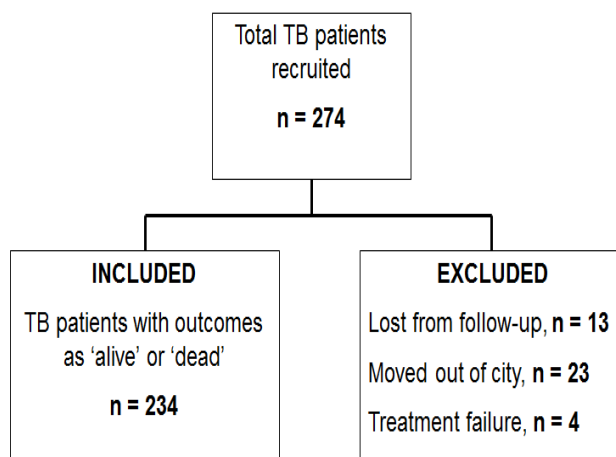 Total TB patients
recruited
n = 274
INCLUDED
TB patients with outcomes
as ‘alive’ or ‘dead’
n = 234
EXCLUDED
Lost from follow-up, n = 13
Moved out of city, n = 23
Treatment failure, n = 4